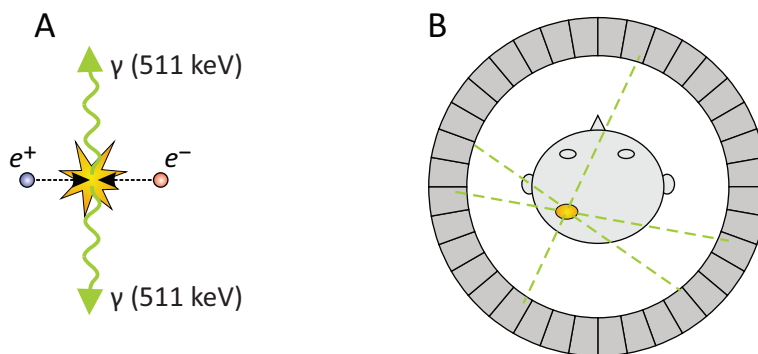 A
γ (511 keV)
e⁺
e⁻
γ (511 keV)
B